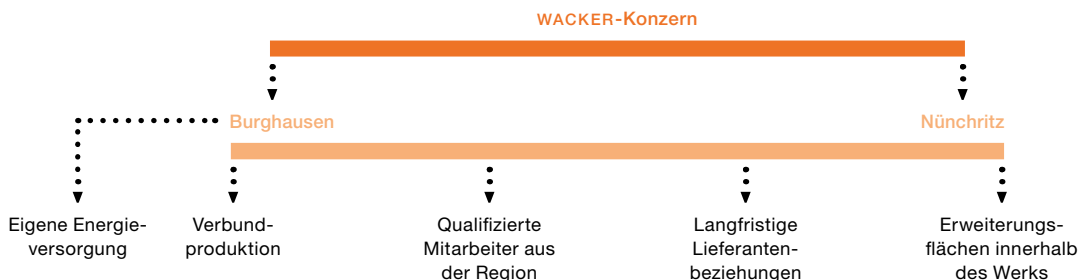 WACKER-Konzern
Burghausen
Nünchritz
Eigene Energie-
versorgung
Verbund-
produktion
Qualifizierte
Mitarbeiter aus
der Region
Langfristige
Lieferanten-
beziehungen
Erweiterungs-
flächen innerhalb
des Werks